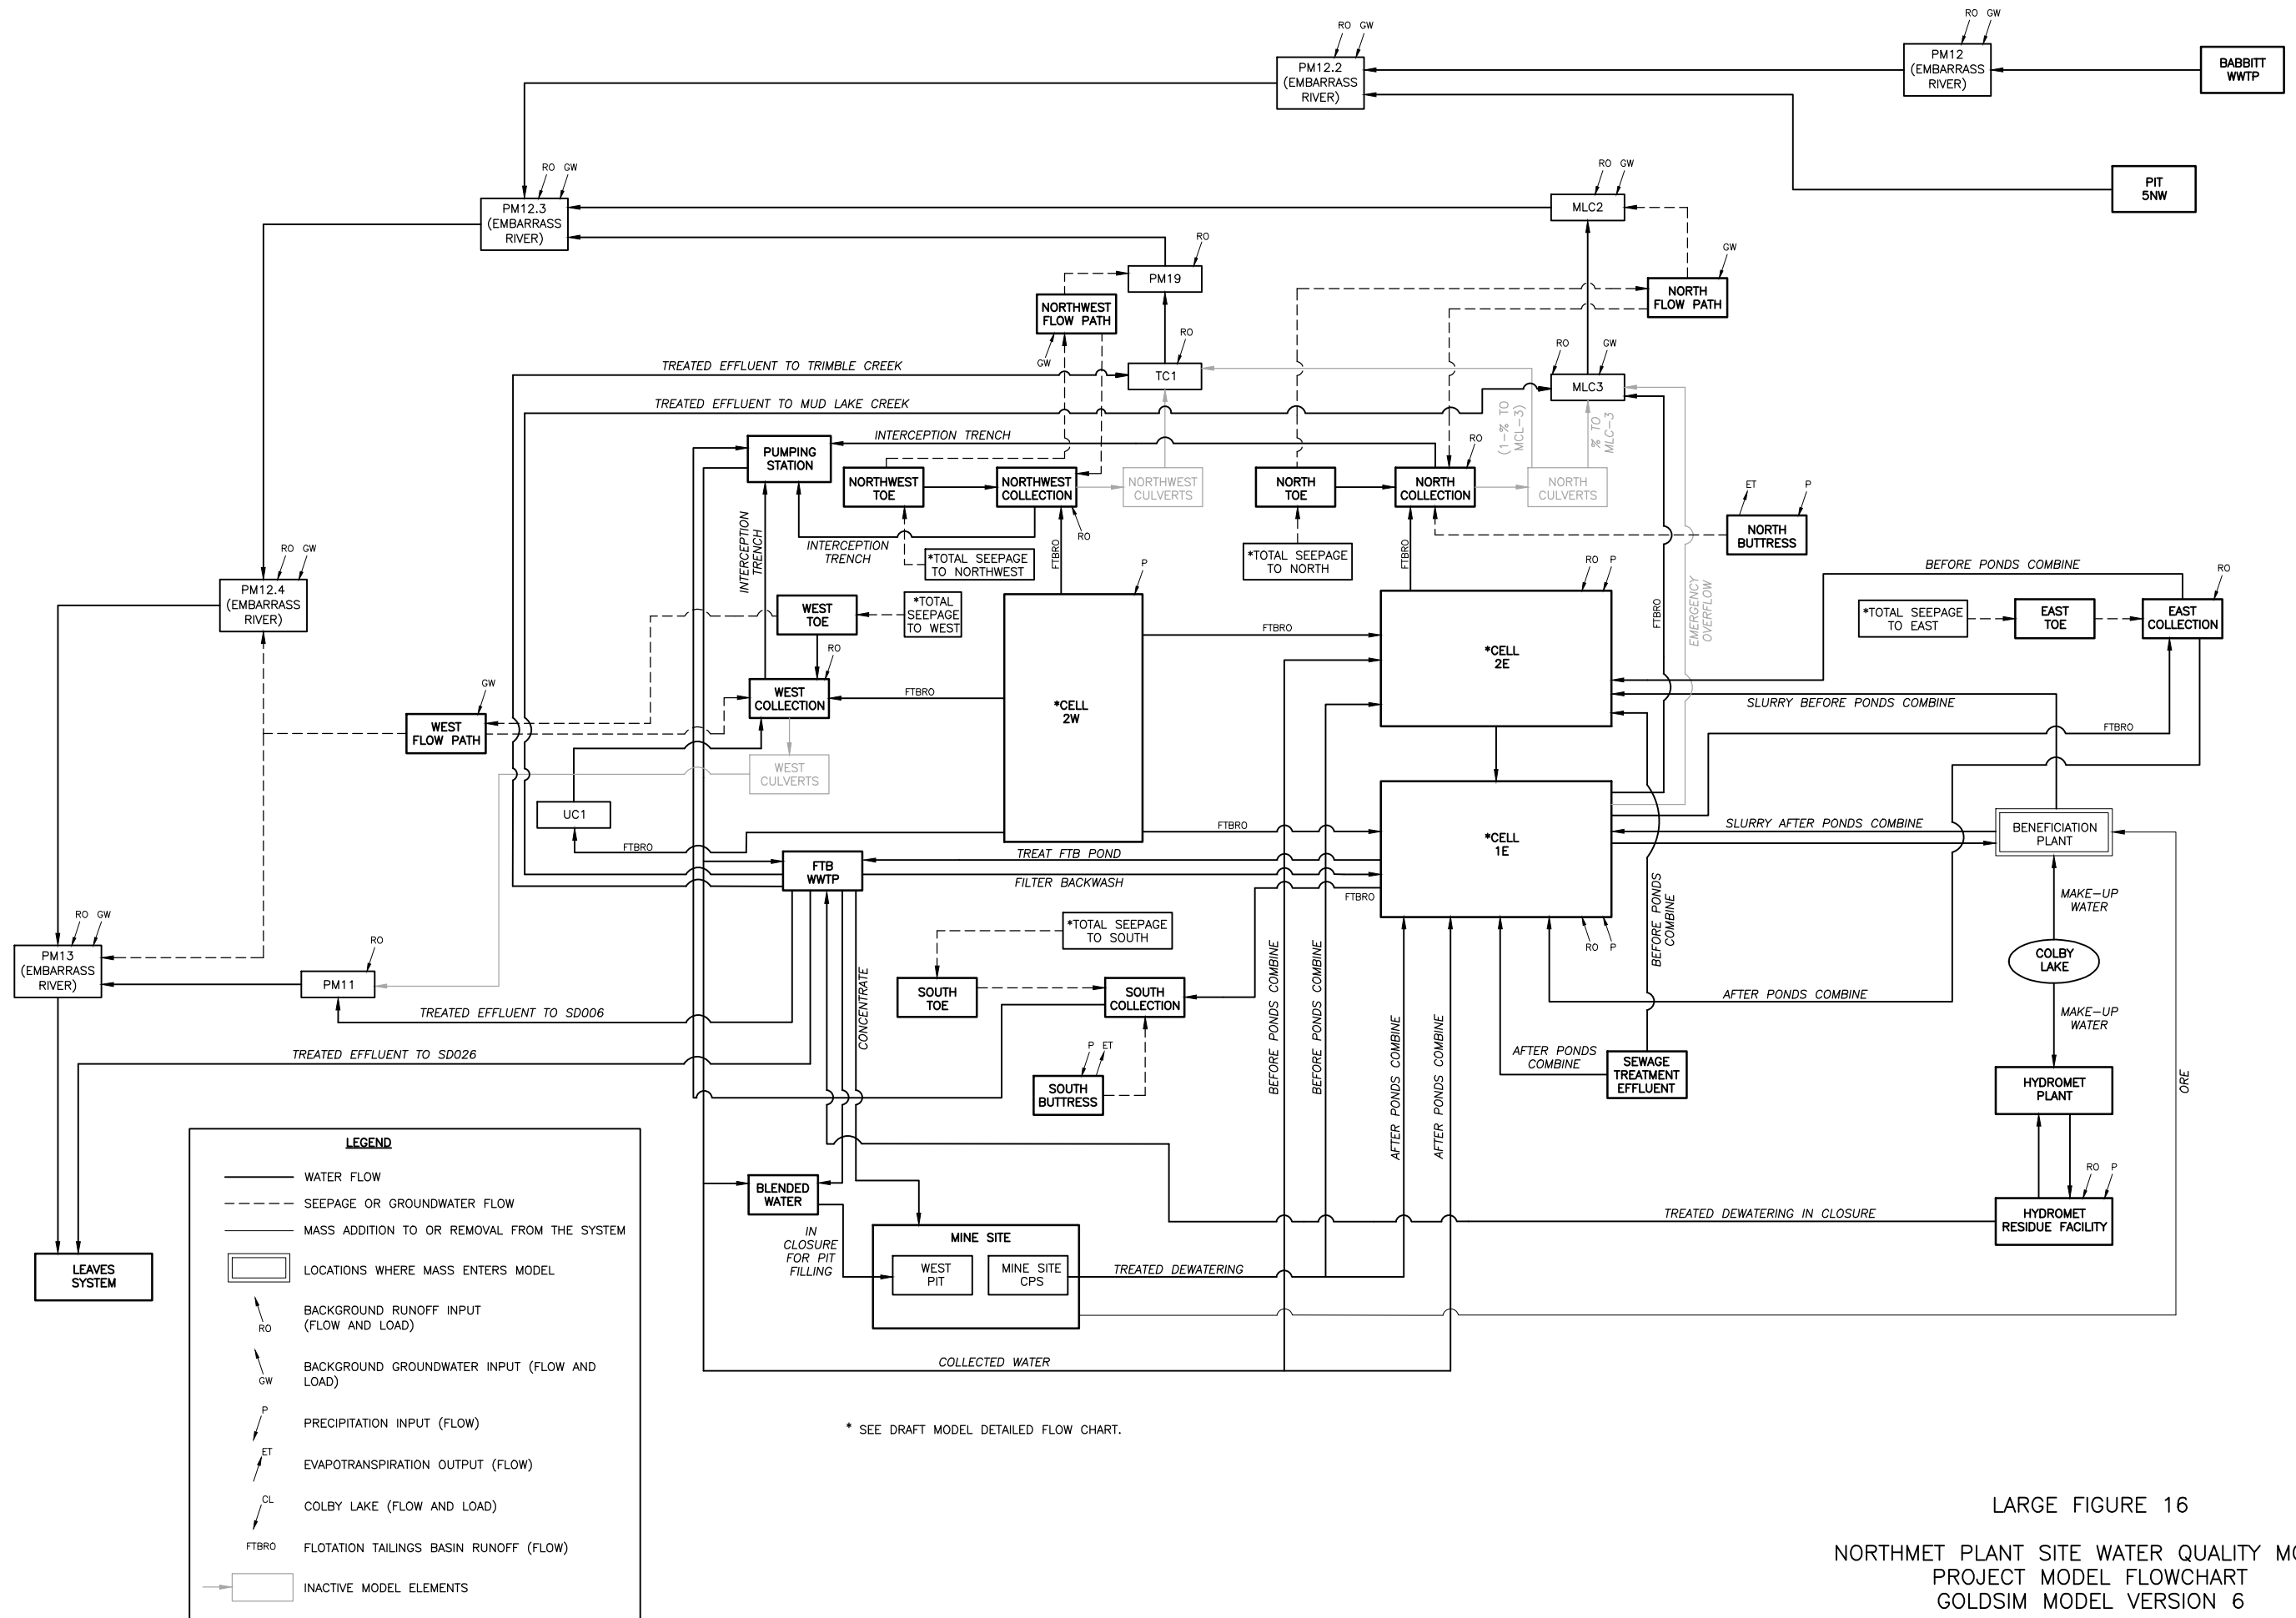 RO GW
PM12.2
(EMBARRASS
RIVER)
RO GW
PM12
(EMBARRASS
RIVER)
BABBITT
WWTP
RO GW
PM12.3
(EMBARRASS
RIVER)
RO GW
MLC2
PIT
5NW
RO
PM19
NORTHWEST
FLOW PATH
GW
GW
NORTH
FLOW PATH
TREATED EFFLUENT TO TRIMBLE CREEK
RO
TC1
RO
GW
MLC3
TREATED EFFLUENT TO MUD LAKE CREEK
(1-% TO
MCL-3)
% TO
MLC-3
INTERCEPTION TRENCH
RO
PUMPING
STATION
NORTHWEST
TOE
NORTHWEST
COLLECTION
NORTHWEST
CULVERTS
NORTH
TOE
NORTH
COLLECTION
NORTH
CULVERTS
ET
P
NORTH
BUTTRESS
INTERCEPTION
TRENCH
INTERCEPTION
TRENCH
*TOTAL SEEPAGE
TO NORTHWEST
FTBRO
RO
*TOTAL SEEPAGE
TO NORTH
FTBRO
RO GW
PM12.4
(EMBARRASS
RIVER)
WEST
TOE
*TOTAL
SEEPAGE
TO WEST
P
RO P
FTBRO
EMERGENCY
OVERFLOW
BEFORE PONDS COMBINE
RO
*TOTAL SEEPAGE
TO EAST
EAST
TOE
EAST
COLLECTION
FTBRO
*CELL
2E
RO
WEST
COLLECTION
FTBRO
*CELL
2W
SLURRY BEFORE PONDS COMBINE
GW
WEST
FLOW PATH
FTBRO
WEST
CULVERTS
UC1
FTBRO
FTBRO
*CELL
1E
SLURRY AFTER PONDS COMBINE
BENEFICIATION
PLANT
FTB
WWTP
TREAT FTB POND
FILTER BACKWASH
FTBRO
MAKE-UP
WATER
BEFORE PONDS
COMBINE
*TOTAL SEEPAGE
TO SOUTH
RO P
COLBY
LAKE
RO GW
PM13
(EMBARRASS
RIVER)
RO
PM11
CONCENTRATE
SOUTH
TOE
SOUTH
COLLECTION
BEFORE PONDS COMBINE
BEFORE PONDS COMBINE
AFTER PONDS COMBINE
AFTER PONDS COMBINE
AFTER PONDS COMBINE
MAKE-UP
WATER
TREATED EFFLUENT TO SD006
TREATED EFFLUENT TO SD026
P ET
SOUTH
BUTTRESS
AFTER PONDS
COMBINE
SEWAGE
TREATMENT
EFFLUENT
HYDROMET
PLANT
ORE
BLENDED
WATER
RO P
HYDROMET
RESIDUE FACILITY
TREATED DEWATERING IN CLOSURE
IN
CLOSURE
FOR PIT
FILLING
MINE SITE
WEST
PIT
MINE SITE
CPS
TREATED DEWATERING
LEAVES
SYSTEM
COLLECTED WATER
LEGEND
WATER FLOW
SEEPAGE OR GROUNDWATER FLOW
MASS ADDITION TO OR REMOVAL FROM THE SYSTEM
LOCATIONS WHERE MASS ENTERS MODEL
RO
BACKGROUND RUNOFF INPUT
(FLOW AND LOAD)
GW
BACKGROUND GROUNDWATER INPUT (FLOW AND
LOAD)
P
PRECIPITATION INPUT (FLOW)
ET
EVAPOTRANSPIRATION OUTPUT (FLOW)
CL
COLBY LAKE (FLOW AND LOAD)
FTBRO FLOTATION TAILINGS BASIN RUNOFF (FLOW)
INACTIVE MODEL ELEMENTS
* SEE DRAFT MODEL DETAILED FLOW CHART.
LARGE FIGURE 16
NORTHMET PLANT SITE WATER QUALITY
PROJECT MODEL FLOWCHART
GOLDSIM MODEL VERSION 6